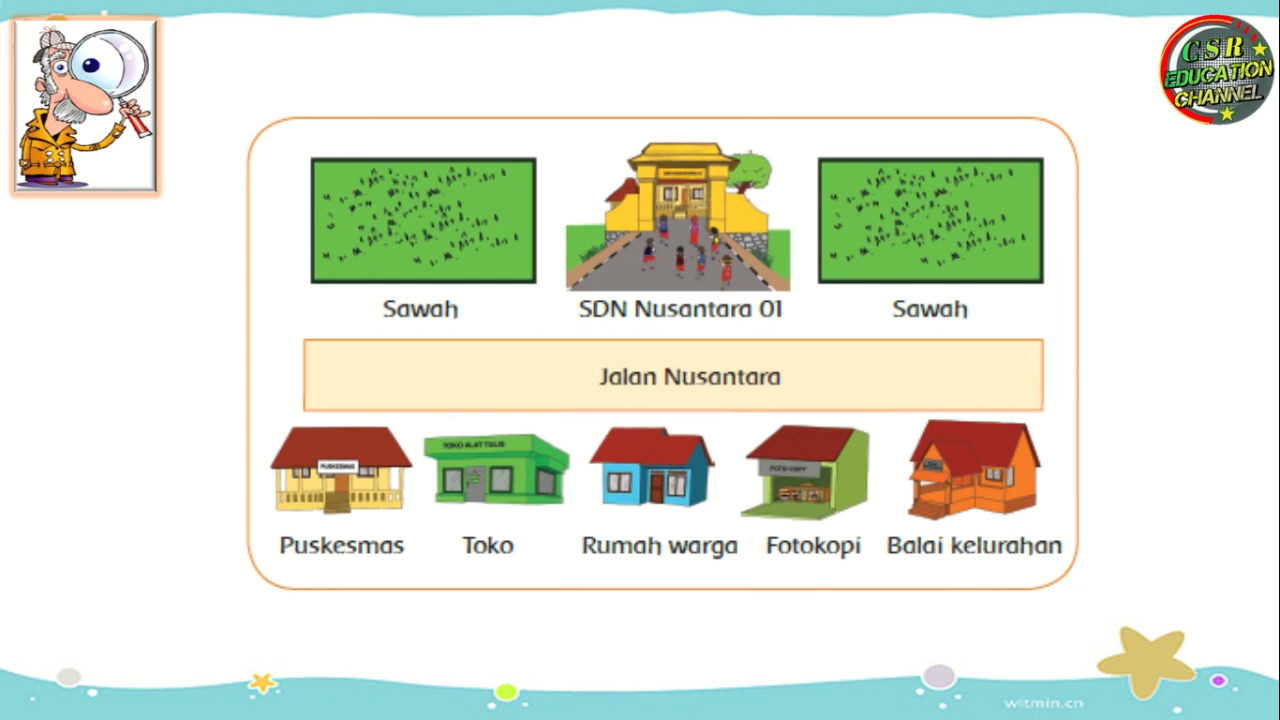 CSR
EDUCATION
CHANNEL
Sawah
SDN Nusantara 01
Sawah
Jalan Nusantara
PUSKESMAS
TOKO ALAT TULIS
FOTO COPY
Puskesmas
Toko
Rumah warga
Fotokopi
Balai kelurahan
witmin.cn